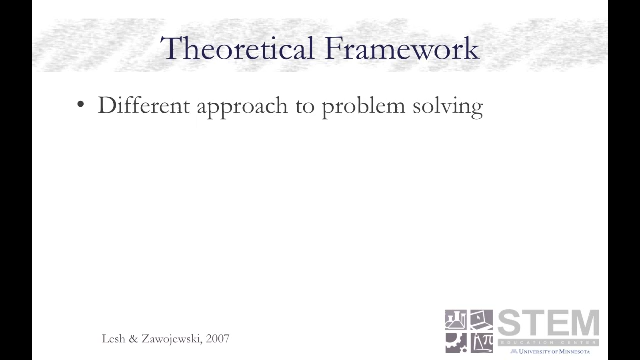 Theoretical Framework
• Different approach to problem solving
Lesh & Zawojewski, 2007
STEM
EDUCATION CENTER
UNIVERSITY OF MINNESOTA